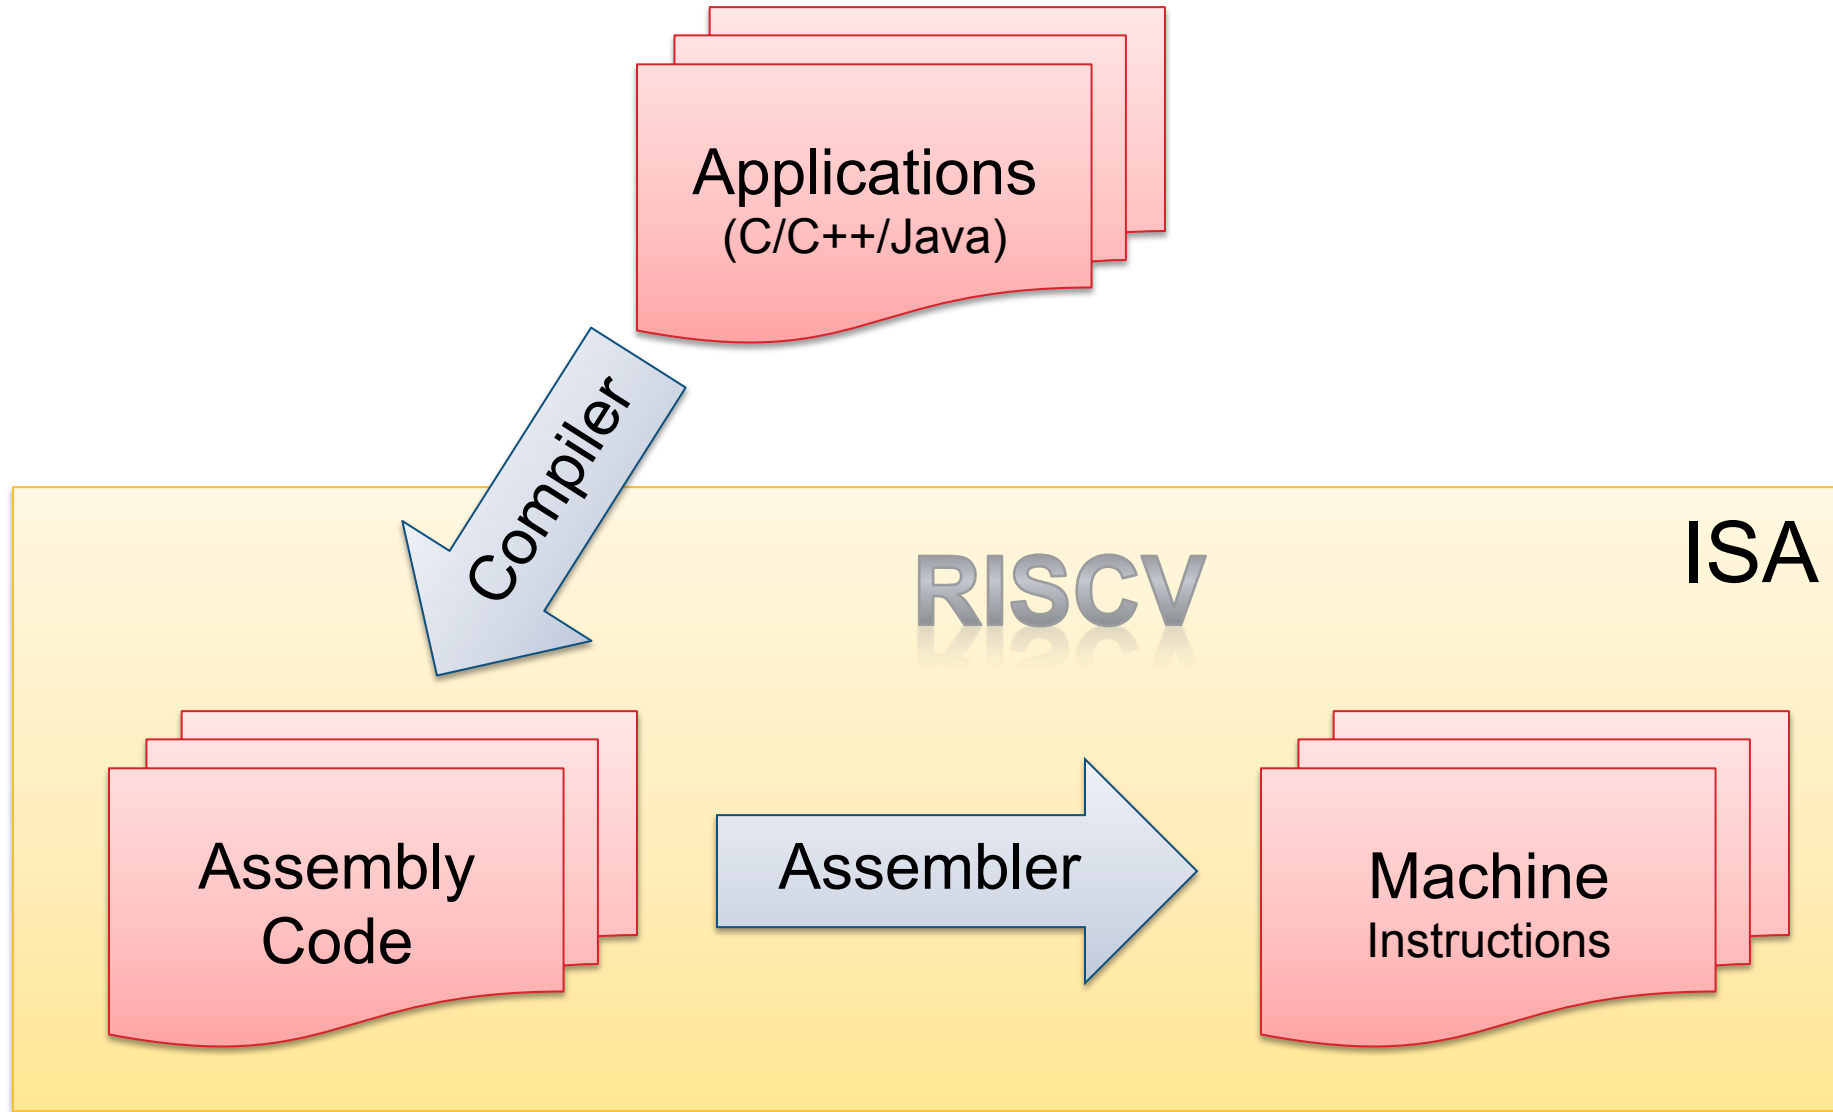 Applications
(C/C++/Java)
Compiler
ISA
RISCV
Assembly
Code
Assembler
Machine
Instructions